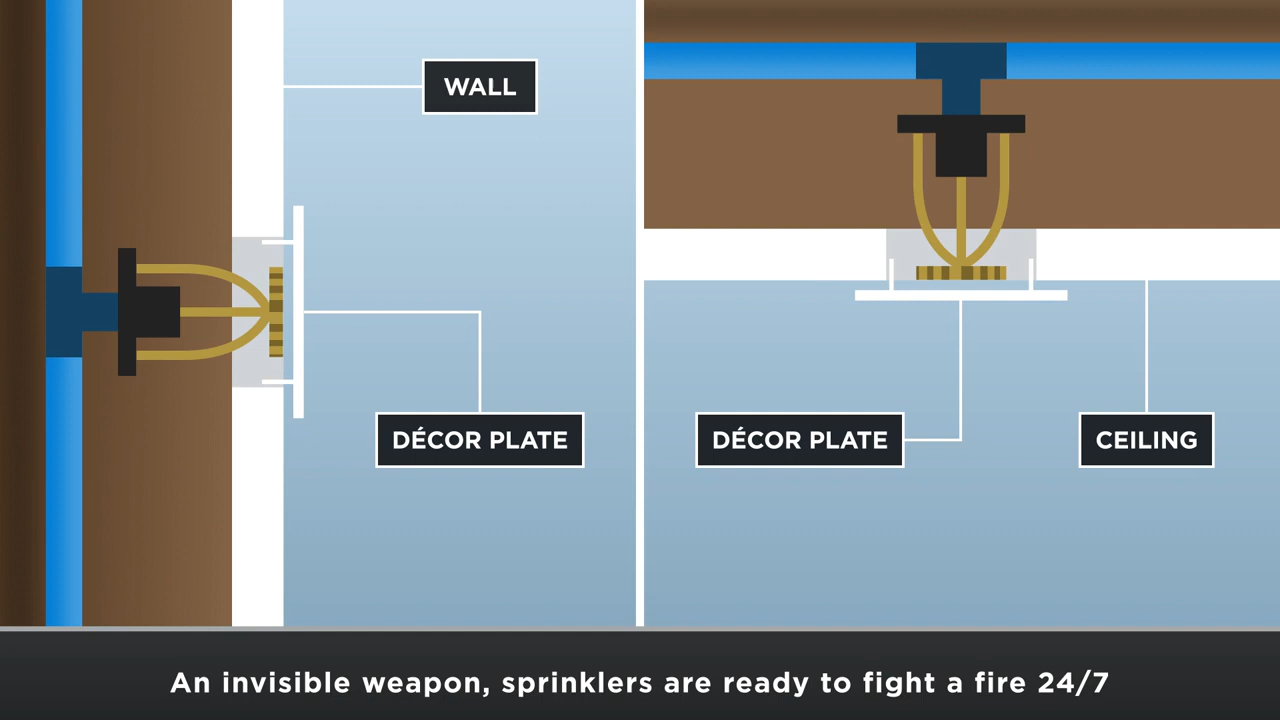 WALL
DÉCOR PLATE
DÉCOR PLATE
CEILING
An invisible weapon, sprinklers are ready to fight a fire 24/7